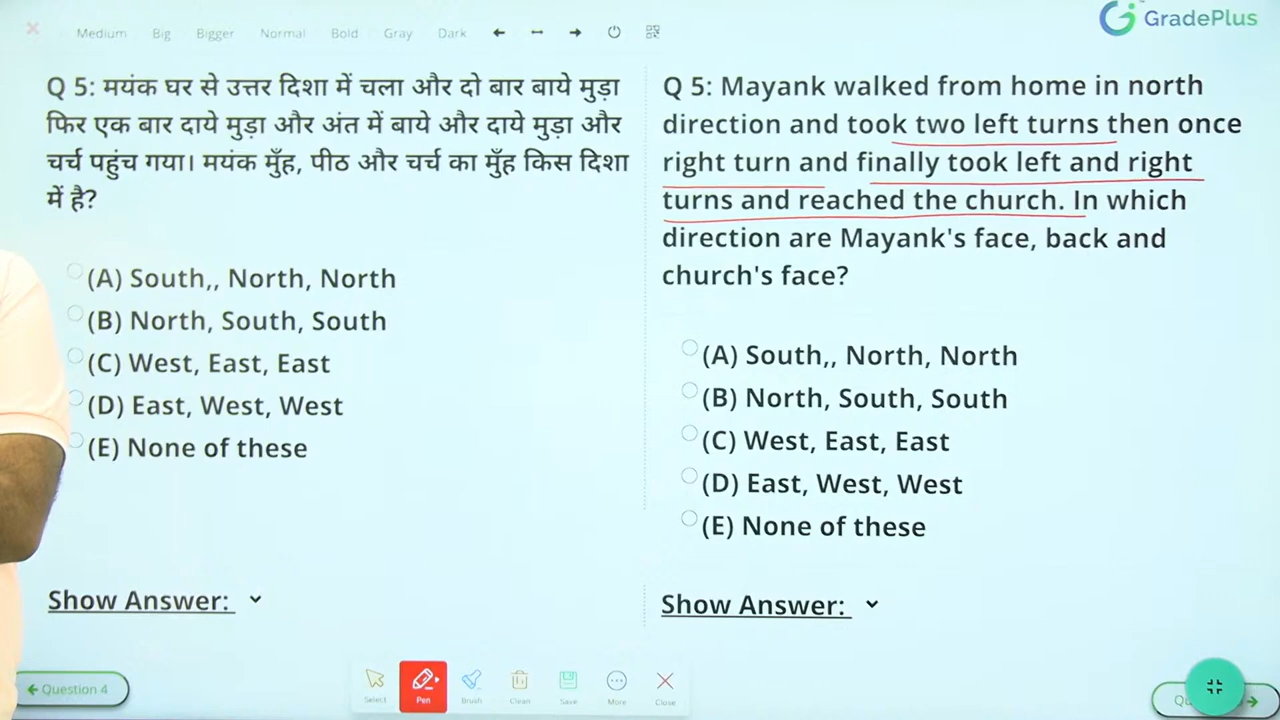 Medium Big Bigger Normal Bold Gray Dark
GradePlus
Q 5: मयंक घर से उत्तर दिशा में चला और दो बार बाये मुड़ा
फिर एक बार दाये मुड़ा और अंत में बाये और दाये मुड़ा और
चर्च पहुंच गया। मयंक मुँह, पीठ और चर्च का मुँह किस दिशा
में है?
(A) South,, North, North
(B) North, South, South
(C) West, East, East
(D) East, West, West
(E) None of these
Show Answer:
Q 5: Mayank walked from home in north
direction and took two left turns then once
right turn and finally took left and right
turns and reached the church. In which
direction are Mayank's face, back and
church's face?
(A) South,, North, North
(B) North, South, South
(C) West, East, East
(D) East, West, West
(E) None of these
Show Answer:
Question 4
Select Pen Brush Clean Save More Close